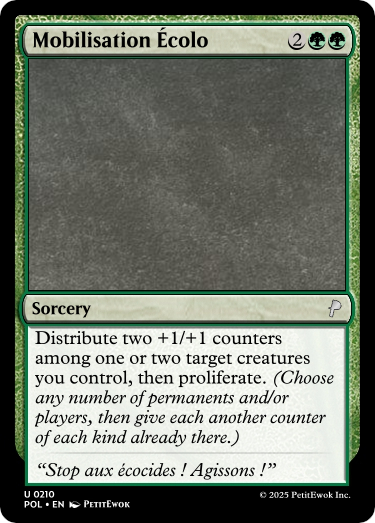 Mobilisation Écolo 2
Sorcery
Distribute two +1/+1 counters
among one or two target creatures
you control, then proliferate. (Choose
any number of permanents and/or
players, then give each another counter
of each kind already there.)
“Stop aux écocides ! Agissons !”
U 0210
POL • EN PetitEwok
© 2025 PetitEwok Inc.